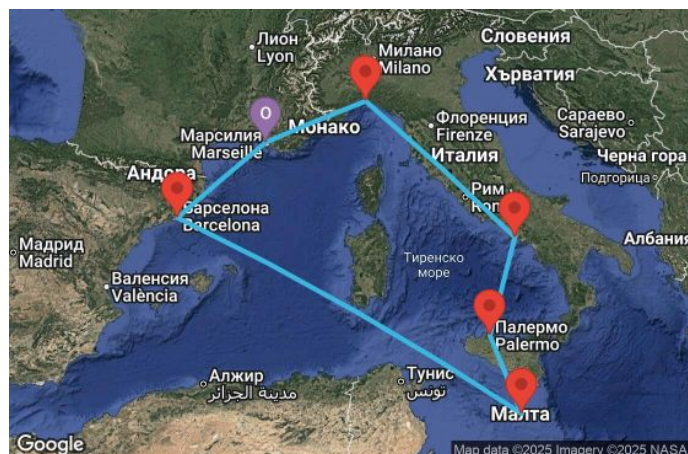 Словения
Лион
Lyon
Милано
Milano
Хърватия
O
Монако
Флоренция
Firenze
Сараево
Sarajevo
Марсилия
Marseille
Италия
Черна гора
Подгорица
Андора
Рим
Барселона
Barcelona
Мадрид
Madrid
Албания
Тиренско
море
Валенсия
València
Палермо
Palermo
Алжир
مدينة الجزائر
Тунис
تونس
Малта
Google
Map data ©2025 Imagery ©2025 NASA